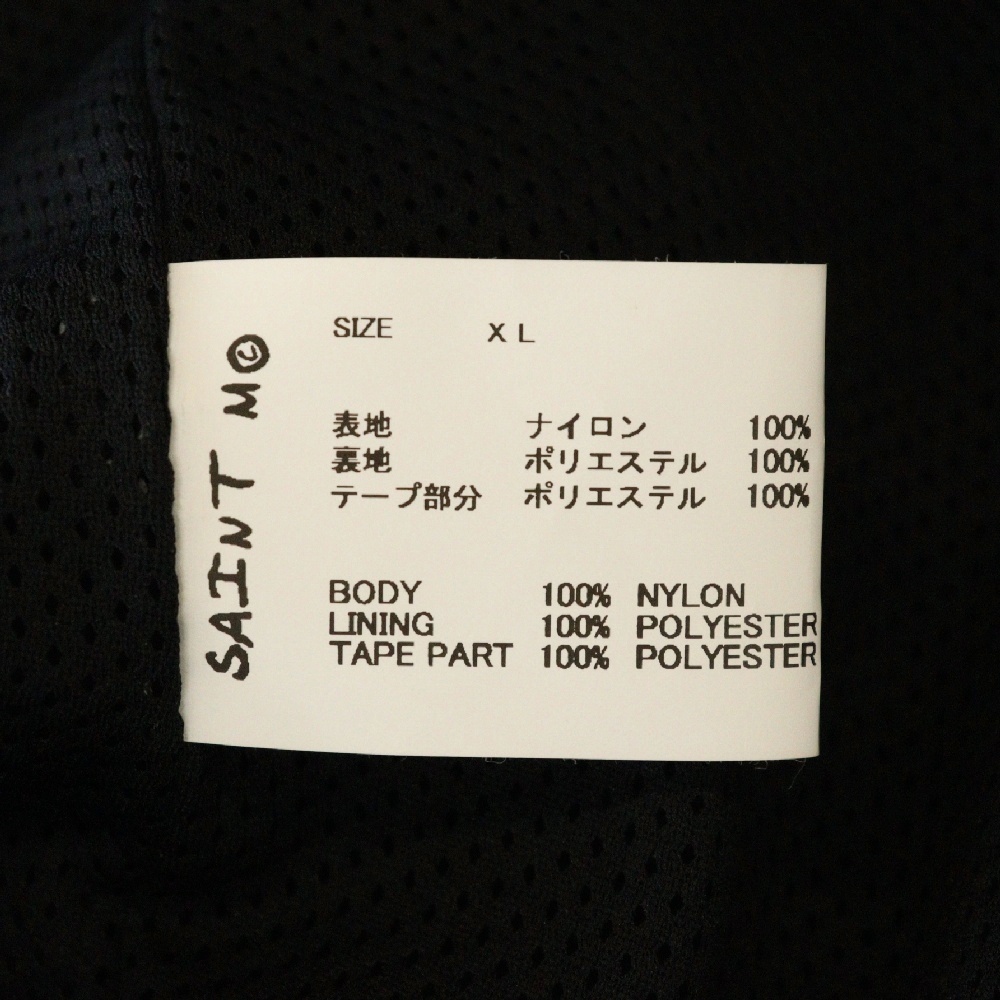 SAINT M©
SIZE XL
表地 ナイロン 100%
裏地 ポリエステル 100%
テープ部分 ポリエステル 100%
BODY 100% NYLON
LINING 100% POLYESTER
TAPE PART 100% POLYESTER